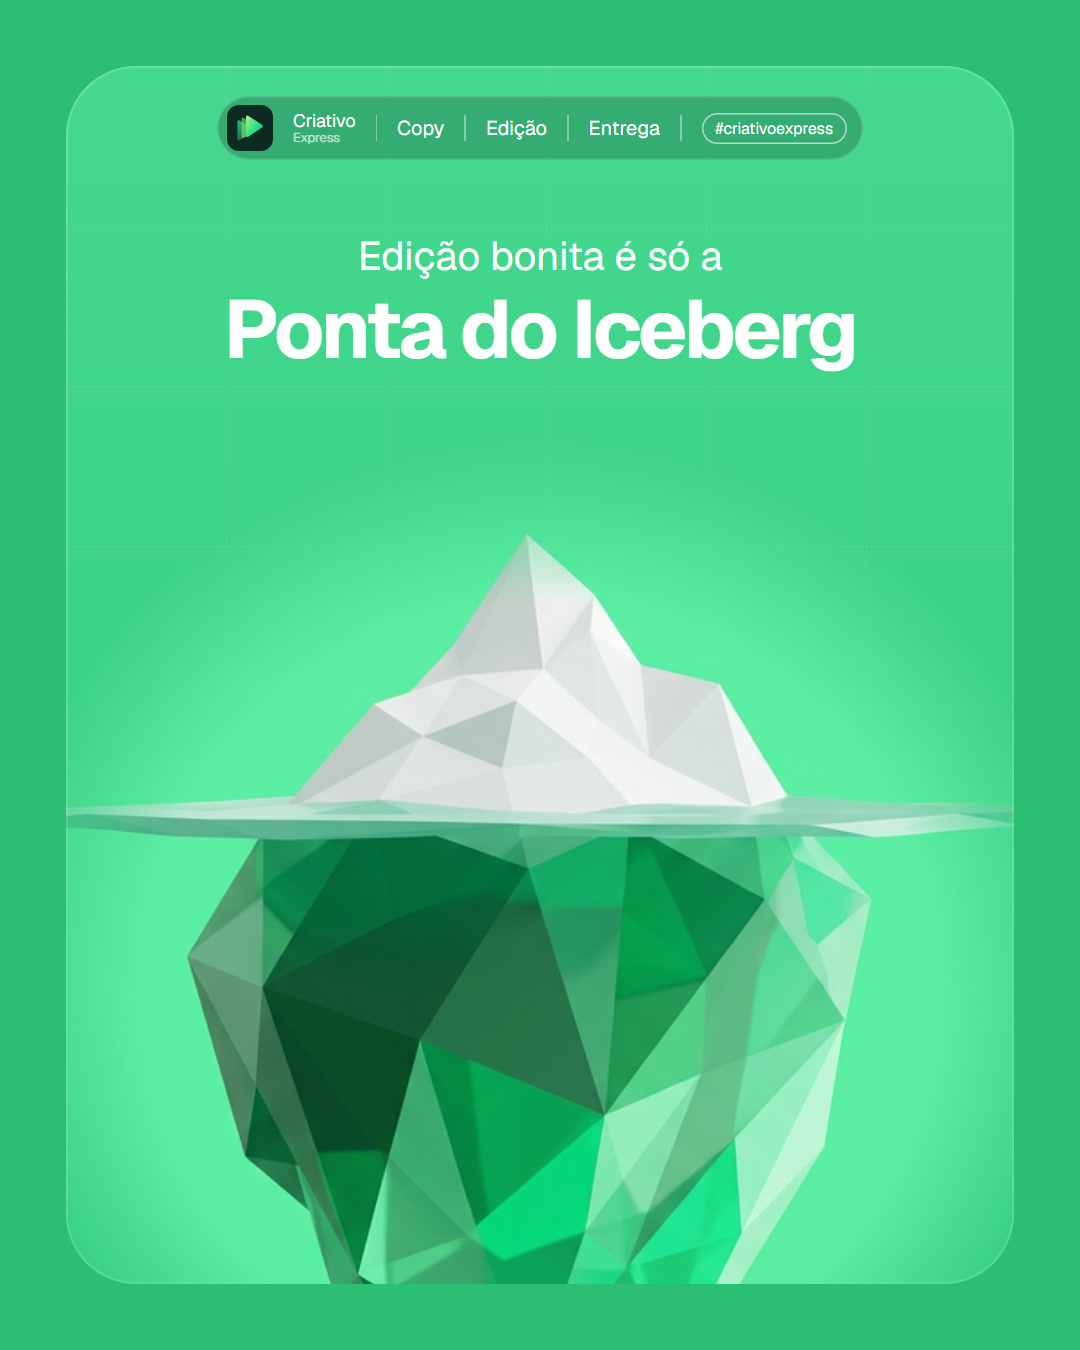 Criativo
Express
Copy
Edição
Entrega
#criativoexpress
Edição bonita é só a
Ponta do Iceberg